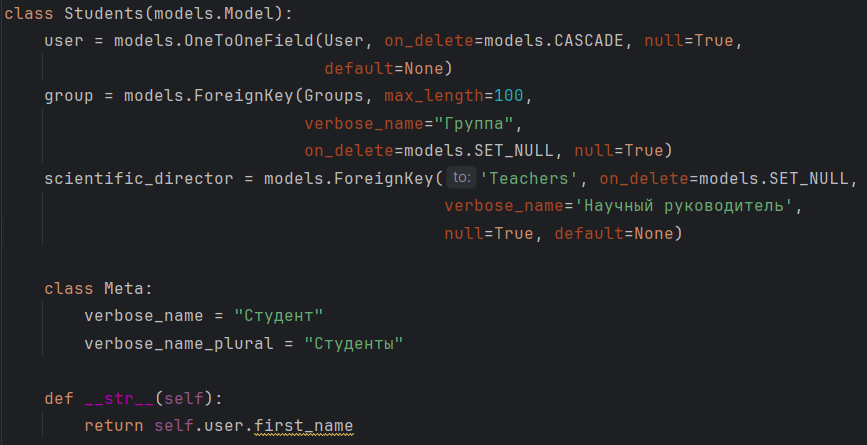 class Students(models.Model):
    user = models.OneToOneField(User, on_delete=models.CASCADE, null=True,
                                default=None)
    group = models.ForeignKey(Groups, max_length=100,
                              verbose_name="Группа",
                              on_delete=models.SET_NULL, null=True)
    scientific_director = models.ForeignKey( to: 'Teachers', on_delete=models.SET_NULL,
                                            verbose_name='Научный руководитель',
                                            null=True, default=None)
    class Meta:
        verbose_name = "Студент"
        verbose_name_plural = "Студенты"
    def __str__(self):
        return self.user.first_name